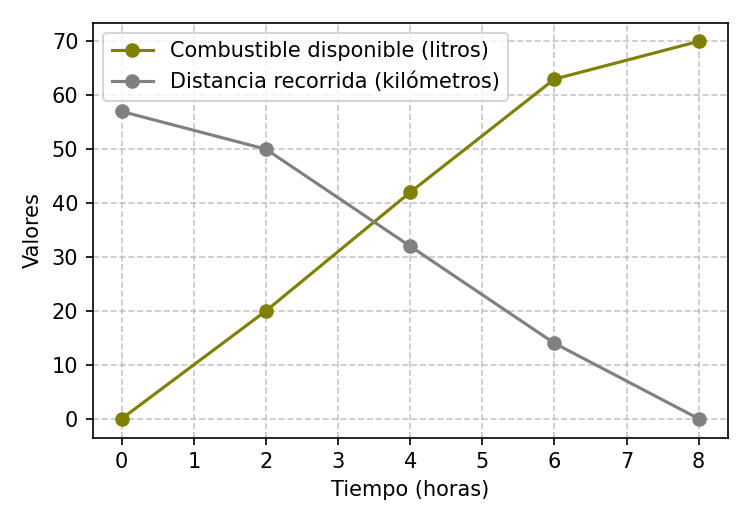 Combustible disponible (litros)
Distancia recorrida (kilómetros)
70
60
50
40
30
20
10
0
Valores
0 1 2 3 4 5 6 7 8
Tiempo (horas)